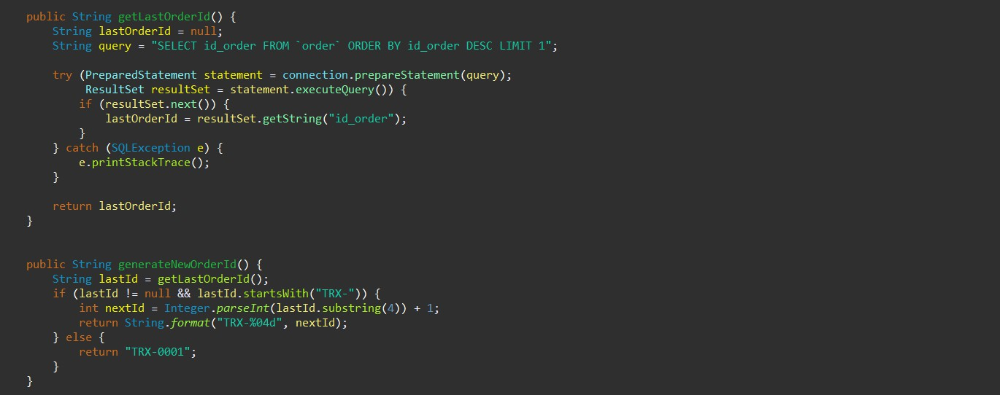 public String getLastOrderId() {
    String lastOrderId = null;
    String query = "SELECT id_order FROM `order` ORDER BY id_order DESC LIMIT 1";

    try (PreparedStatement statement = connection.prepareStatement(query);
         ResultSet resultSet = statement.executeQuery()) {
        if (resultSet.next()) {
            lastOrderId = resultSet.getString("id_order");
        }
    } catch (SQLException e) {
        e.printStackTrace();
    }

    return lastOrderId;
}


public String generateNewOrderId() {
    String lastId = getLastOrderId();
    if (lastId != null && lastId.startsWith("TRX-")) {
        int nextId = Integer.parseInt(lastId.substring(4)) + 1;
        return String.format("TRX-%04d", nextId);
    } else {
        return "TRX-0001";
    }
}